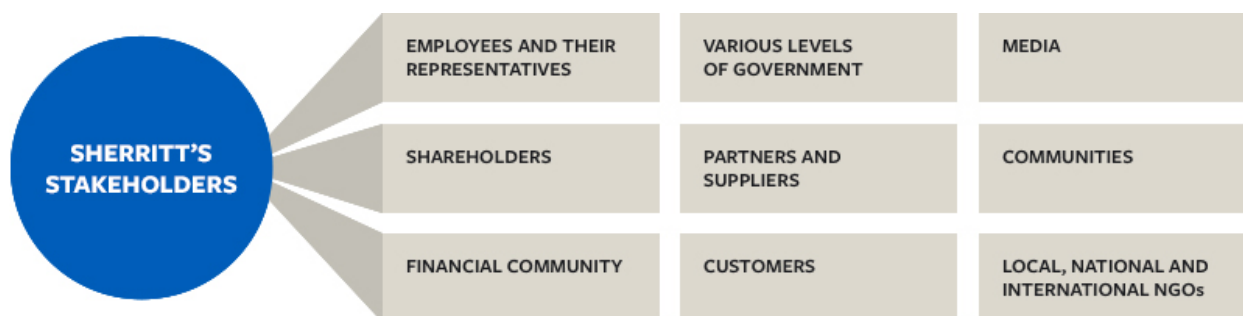 SHERRITT'S
STAKEHOLDERS
EMPLOYEES AND THEIR
REPRESENTATIVES
VARIOUS LEVELS
OF GOVERNMENT
MEDIA
SHAREHOLDERS
PARTNERS AND
SUPPLIERS
COMMUNITIES
FINANCIAL COMMUNITY
CUSTOMERS
LOCAL, NATIONAL AND
INTERNATIONAL NGOs